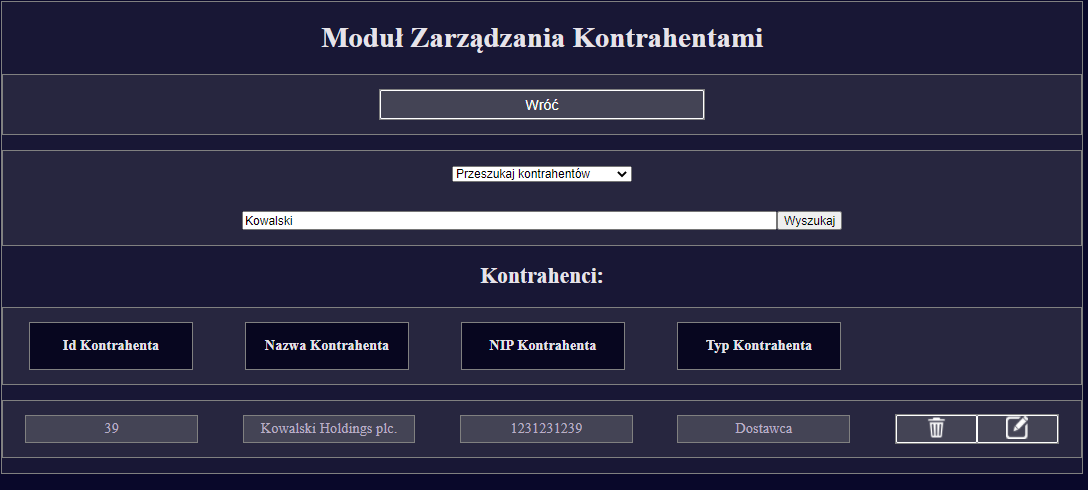 Moduł Zarządzania Kontrahentami
Wróć
Przeszukaj kontrahentów
Kowalski Wyszukaj
Kontrahenci:
Id Kontrahenta Nazwa Kontrahenta NIP Kontrahenta Typ Kontrahenta
39 Kowalski Holdings plc. 1231231239 Dostawca